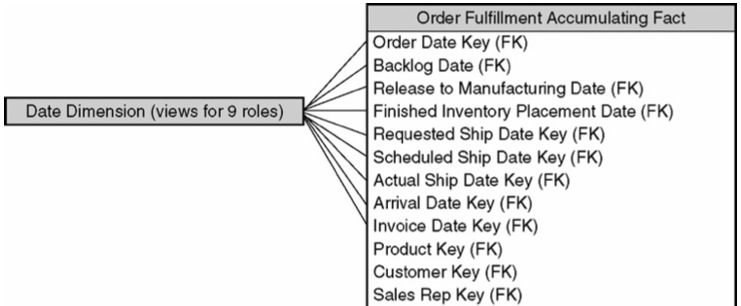 Order Fulfillment Accumulating Fact
Order Date Key (FK)
Backlog Date (FK)
Release to Manufacturing Date (FK)
Date Dimension (views for 9 roles)
Finished Inventory Placement Date (FK)
Requested Ship Date Key (FK)
Scheduled Ship Date Key (FK)
Actual Ship Date Key (FK)
Arrival Date Key (FK)
Invoice Date Key (FK)
Product Key (FK)
Customer Key (FK)
Sales Rep Key (FK)